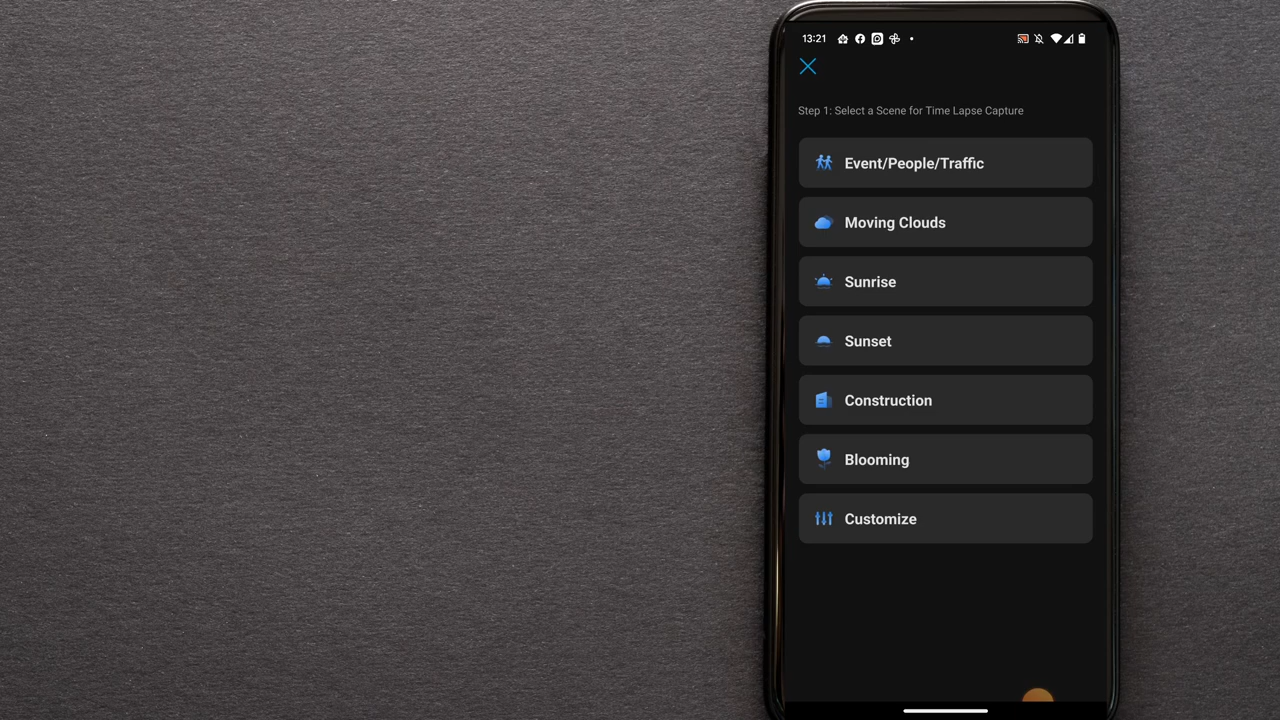 13:21
Step 1: Select a Scene for Time Lapse Capture
Event/People/Traffic
Moving Clouds
Sunrise
Sunset
Construction
Blooming
Customize